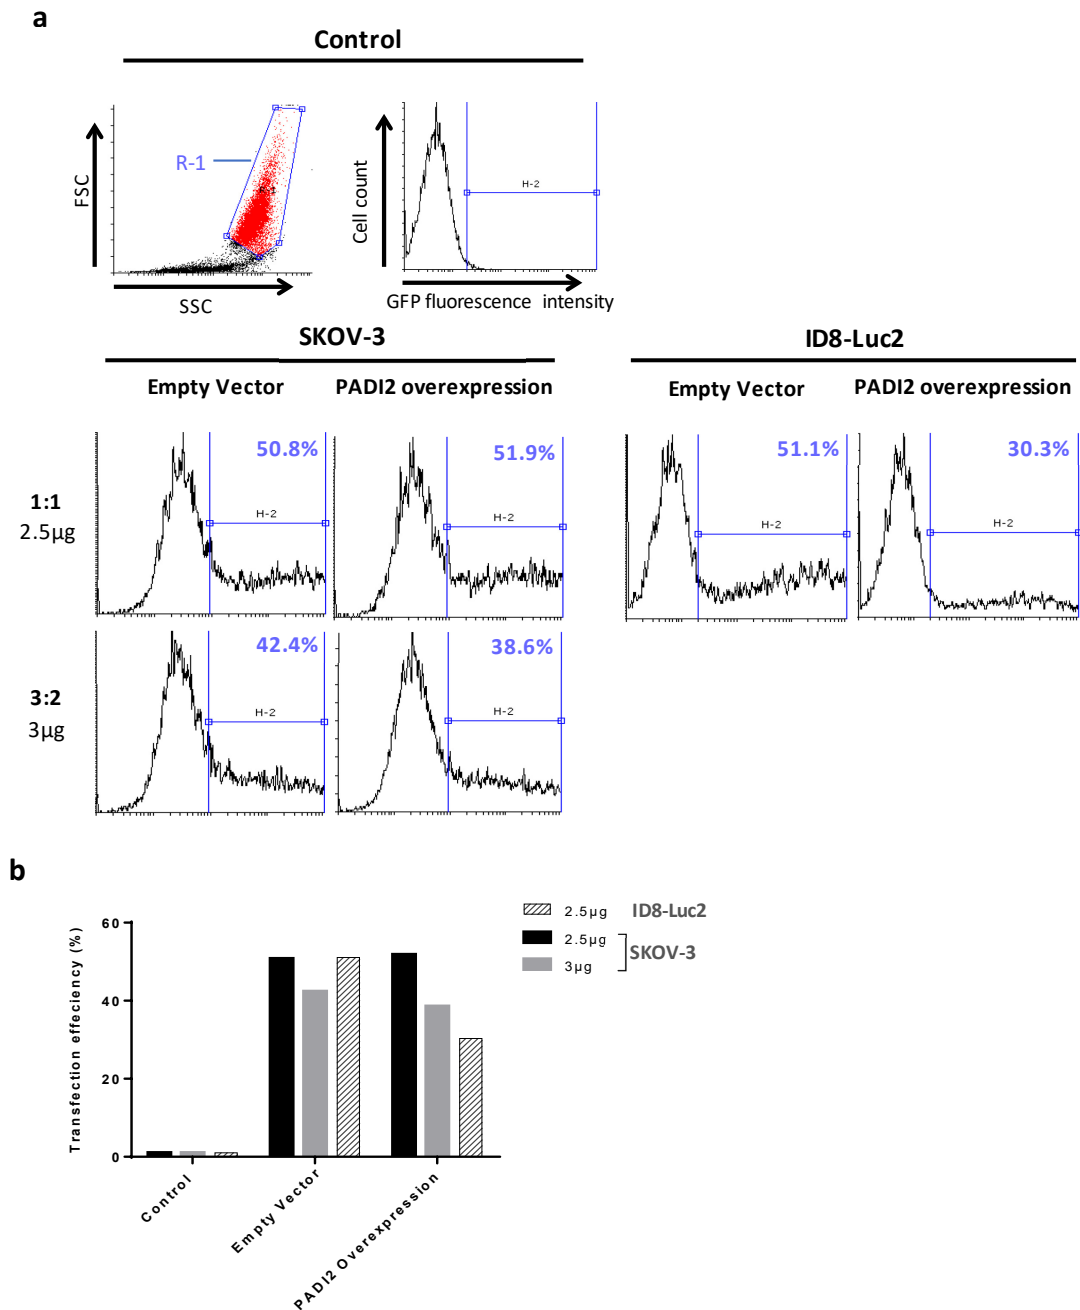 a
Control
R-1
FSC
SSC
Cell count
H-2
GFP fluorescence intensity
SKOV-3
ID8-Luc2
Empty Vector
PADI2 overexpression
Empty Vector
PADI2 overexpression
1:1
2.5µg
50.8%
H-2
51.9%
H-2
51.1%
H-2
30.3%
H-2
3:2
3µg
42.4%
H-2
38.6%
H-2
b
Transfection effeciency (%)
60
40
20
0
Control
Empty Vector
PADI2 Overexpression
2.5µg ID8-Luc2
2.5µg
SKOV-3
3µg